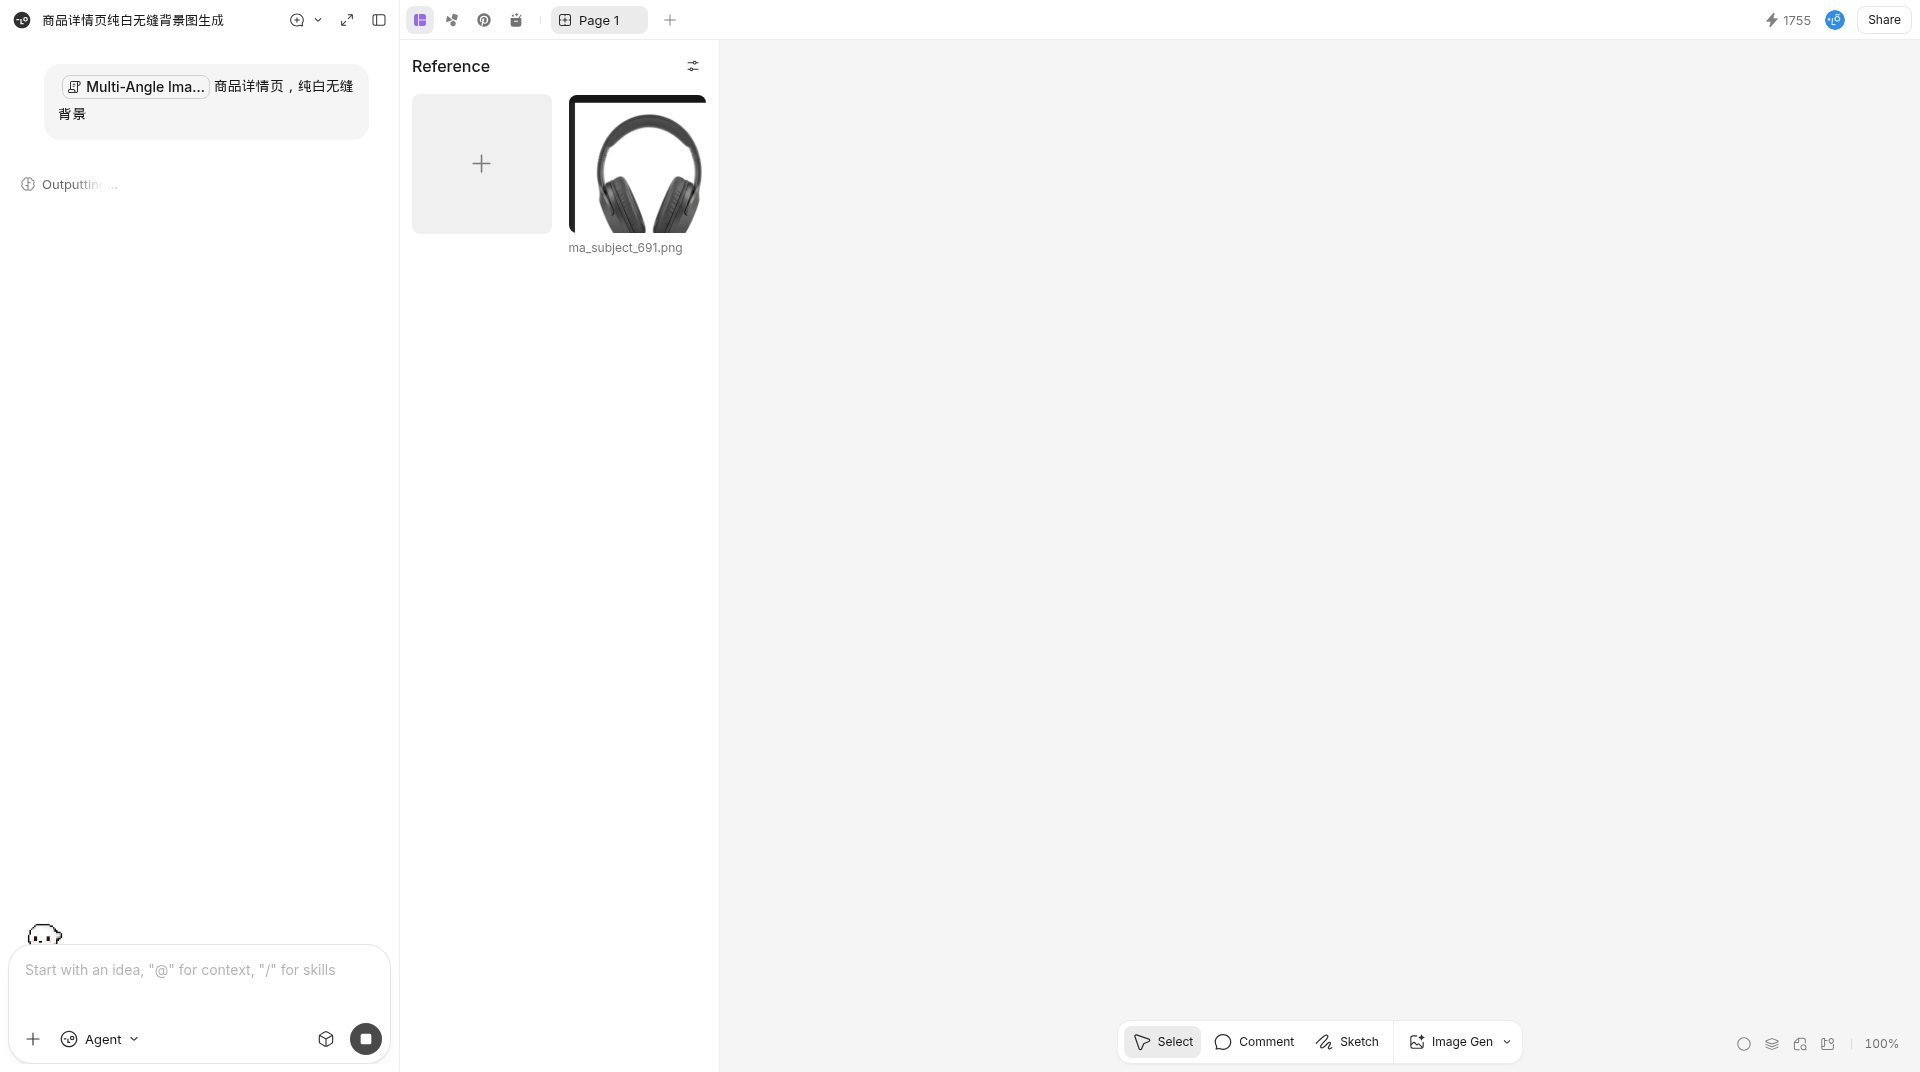 商品详情页纯白无缝背景图生成
Page 1
1755
Share
Multi-Angle Ima... 商品详情页，纯白无缝
背景
Outputting...
Reference
ma_subject_691.png
Start with an idea, "@" for context, "/" for skills
Agent
Select
Comment
Sketch
Image Gen
100%